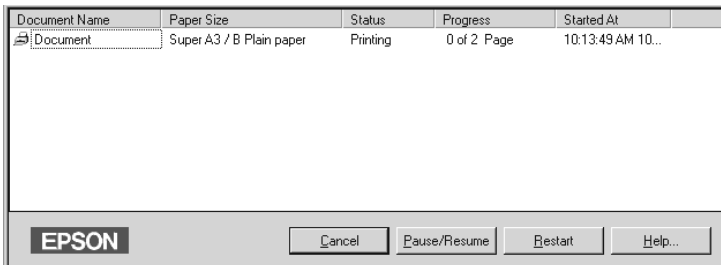 Document Name Paper Size Status Progress Started At
Document Super A3 / B Plain paper Printing 0 of 2 Page 10:13:49 AM 10...
EPSON Cancel Pause/Resume Restart Help...